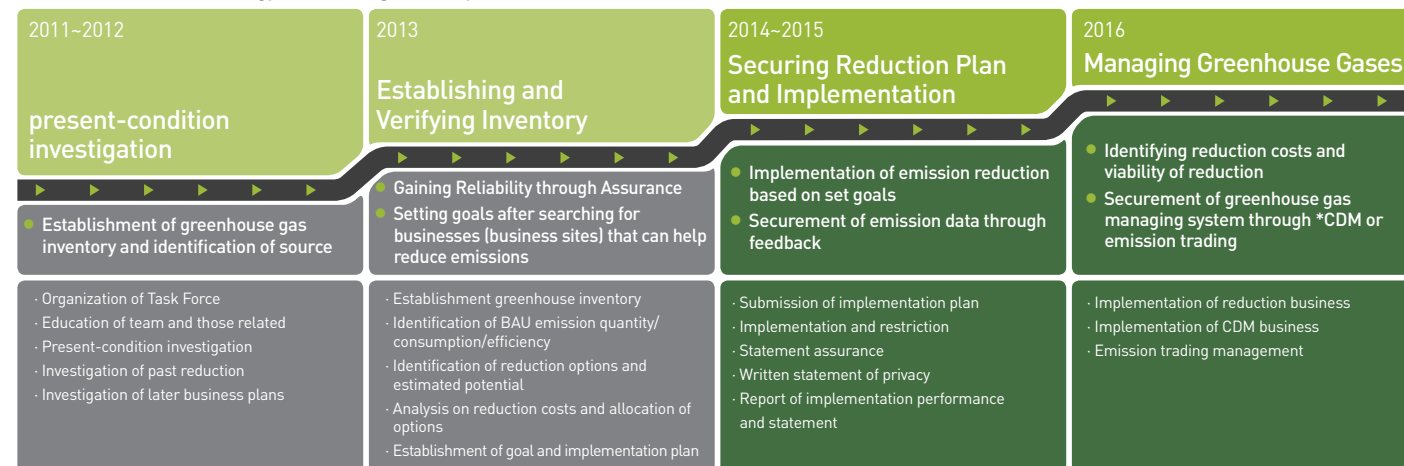 2011~2012
present-condition
investigation
Establishment of greenhouse gas
inventory and identification of source
· Organization of Task Force
· Education of team and those related
· Present-condition investigation
· Investigation of past reduction
· Investigation of later business plans
2013
Establishing and
Verifying Inventory
Gaining Reliability through Assurance
Setting goals after searching for
businesses (business sites) that can help
reduce emissions
· Establishment greenhouse inventory
· Identification of BAU emission quantity/
consumption/efficiency
· Identification of reduction options and
estimated potential
· Analysis on reduction costs and allocation of
options
· Establishment of goal and implementation plan
2014~2015
Securing Reduction Plan
and Implementation
Implementation of emission reduction
based on set goals
Securement of emission data through
feedback
· Submission of implementation plan
· Implementation and restriction
· Statement assurance
· Written statement of privacy
· Report of implementation performance
and statement
2016
Managing Greenhouse Gases
Identifying reduction costs and
viability of reduction
Securement of greenhouse gas
managing system through *CDM or
emission trading
· Implementation of reduction business
· Implementation of CDM business
· Emission trading management